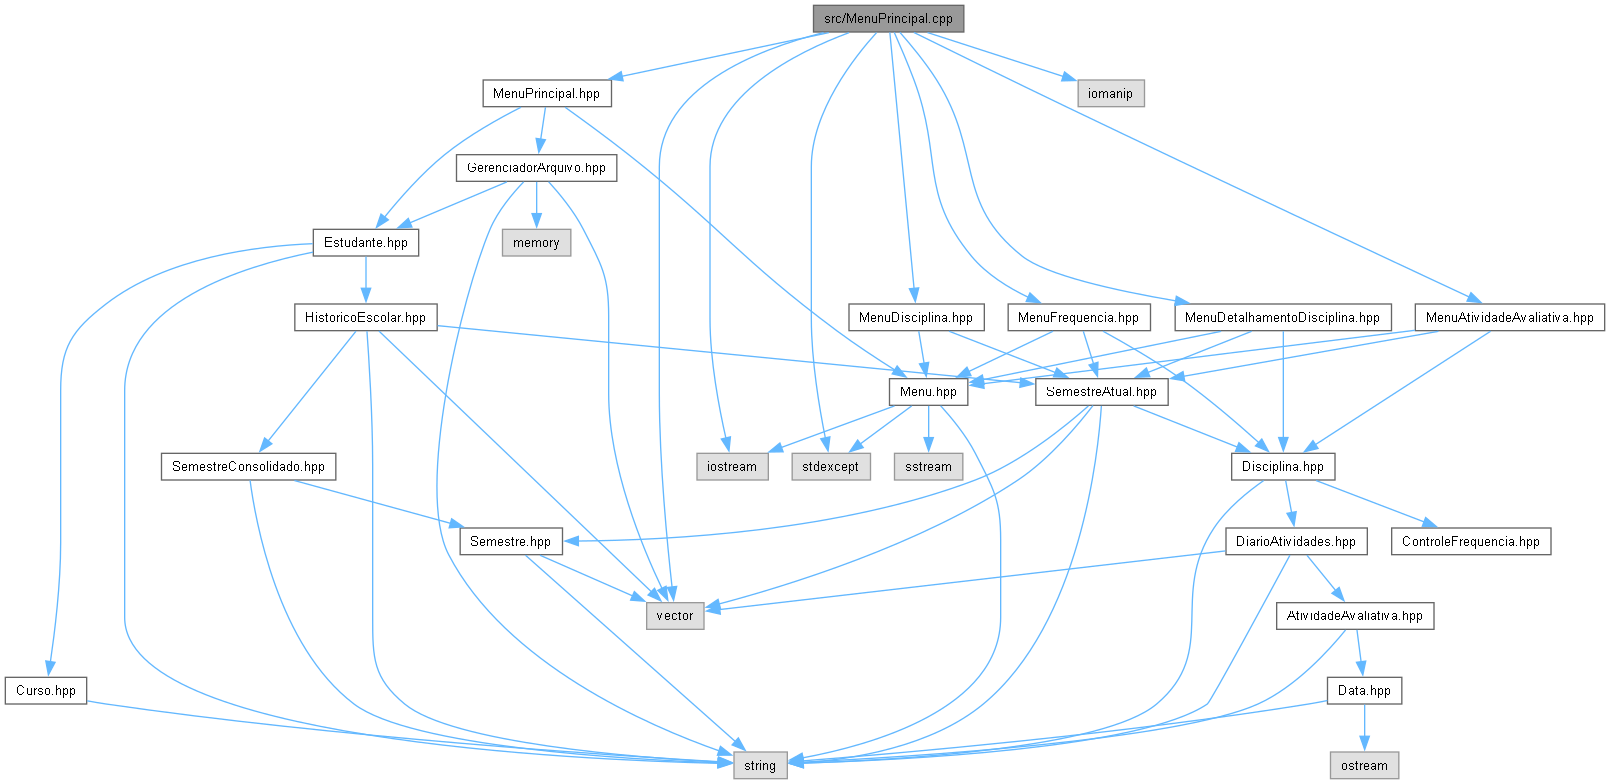 src/MenuPrincipal.cpp
MenuPrincipal.hpp
iomanip
GerenciadorArquivo.hpp
Estudante.hpp
memory
HistoricoEscolar.hpp
MenuDisciplina.hpp
MenuFrequencia.hpp
MenuDetalhamentoDisciplina.hpp
MenuAtividadeAvaliativa.hpp
Menu.hpp
SemestreAtual.hpp
SemestreConsolidado.hpp
iostream
stdexcept
sstream
Disciplina.hpp
Semestre.hpp
DiarioAtividades.hpp
ControleFrequencia.hpp
vector
AtividadeAvaliativa.hpp
Curso.hpp
Data.hpp
string
ostream